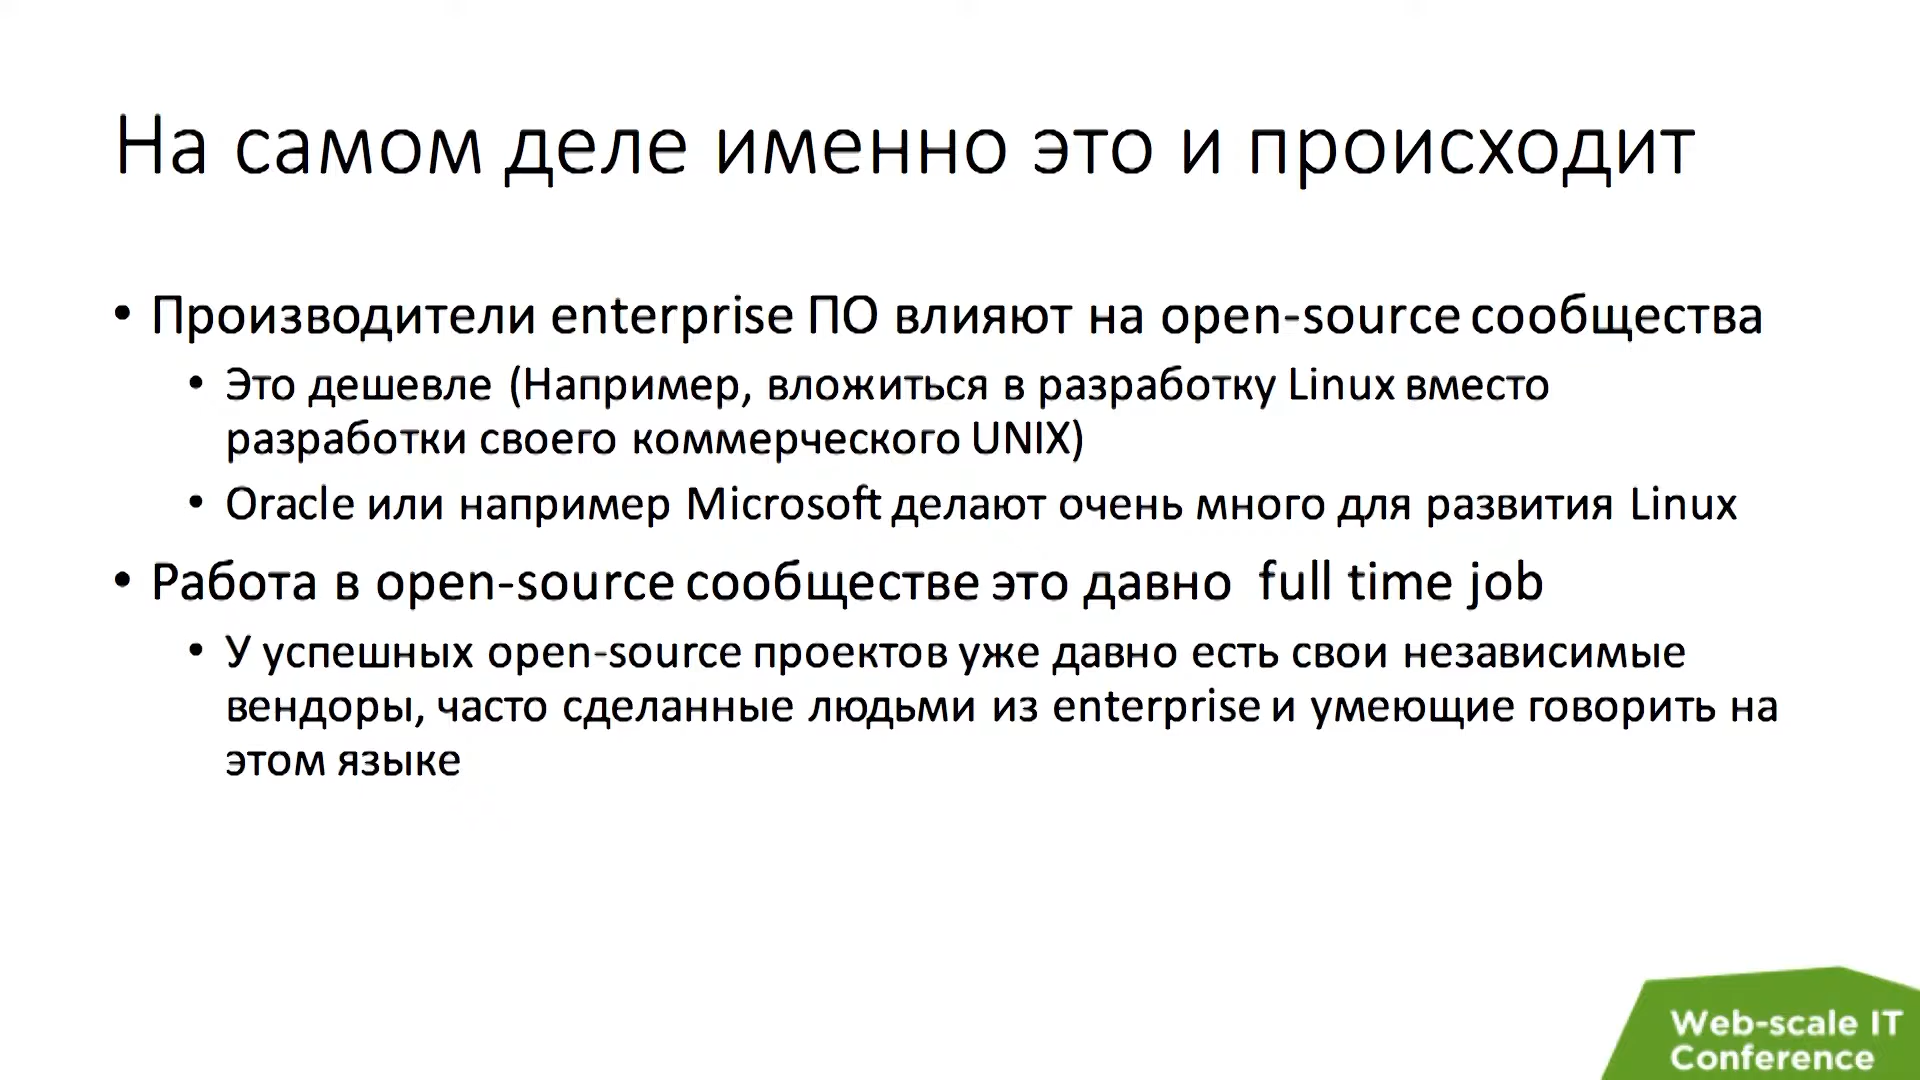 На самом деле именно это и происходит
• Производители enterprise ПО влияют на open-source сообщества
• Это дешевле (Например, вложиться в разработку Linux вместо
разработки своего коммерческого UNIX)
• Oracle или например Microsoft делают очень много для развития Linux
• Работа в open-source сообществе это давно  full time job
• У успешных open-source проектов уже давно есть свои независимые
вендоры, часто сделанные людьми из enterprise и умеющие говорить на
этом языке
Web-scale IT
Conference